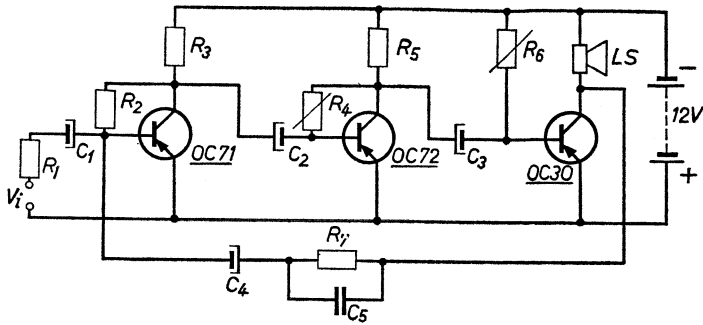 R3
R5
R6
LS
−
12V
+
R2
R4
C1
C2
C3
R1
OC71
OC72
OC30
Vi
R7
C4
C5